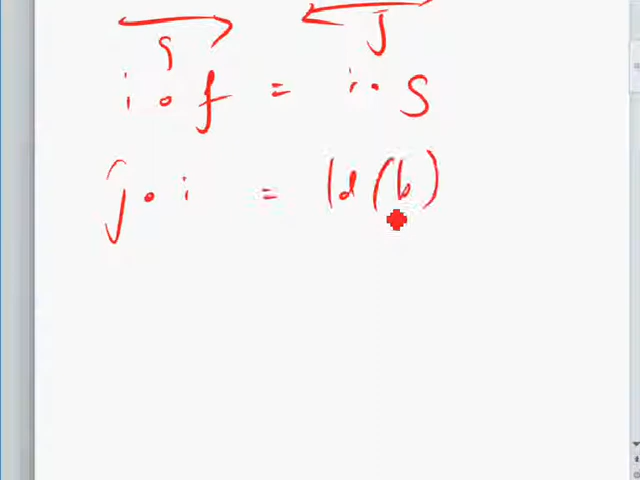 g j
i ∘ f = i ∘ g
j ∘ i = Id (b)